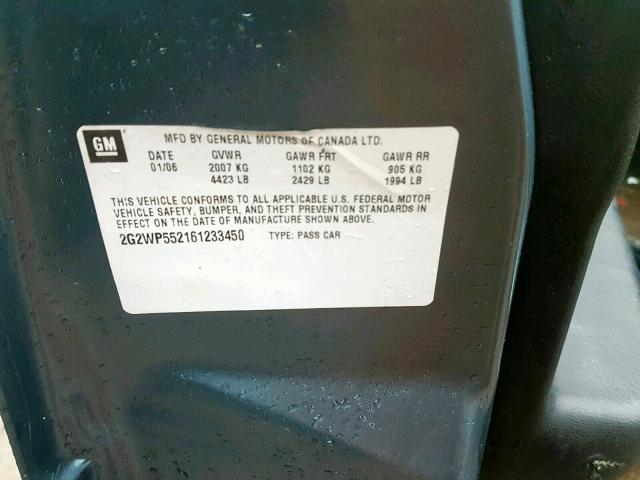 GM
MFD BY GENERAL MOTORS OF CANADA LTD.
DATE GVWR GAWR FRT GAWR RR
01/06 2007 KG 1102 KG 905 KG
4423 LB 2429 LB 1994 LB
THIS VEHICLE CONFORMS TO ALL APPLICABLE U.S. FEDERAL MOTOR
VEHICLE SAFETY, BUMPER, AND THEFT PREVENTION STANDARDS IN
EFFECT ON THE DATE OF MANUFACTURE SHOWN ABOVE.
2G2WP552161233450 TYPE: PASS CAR